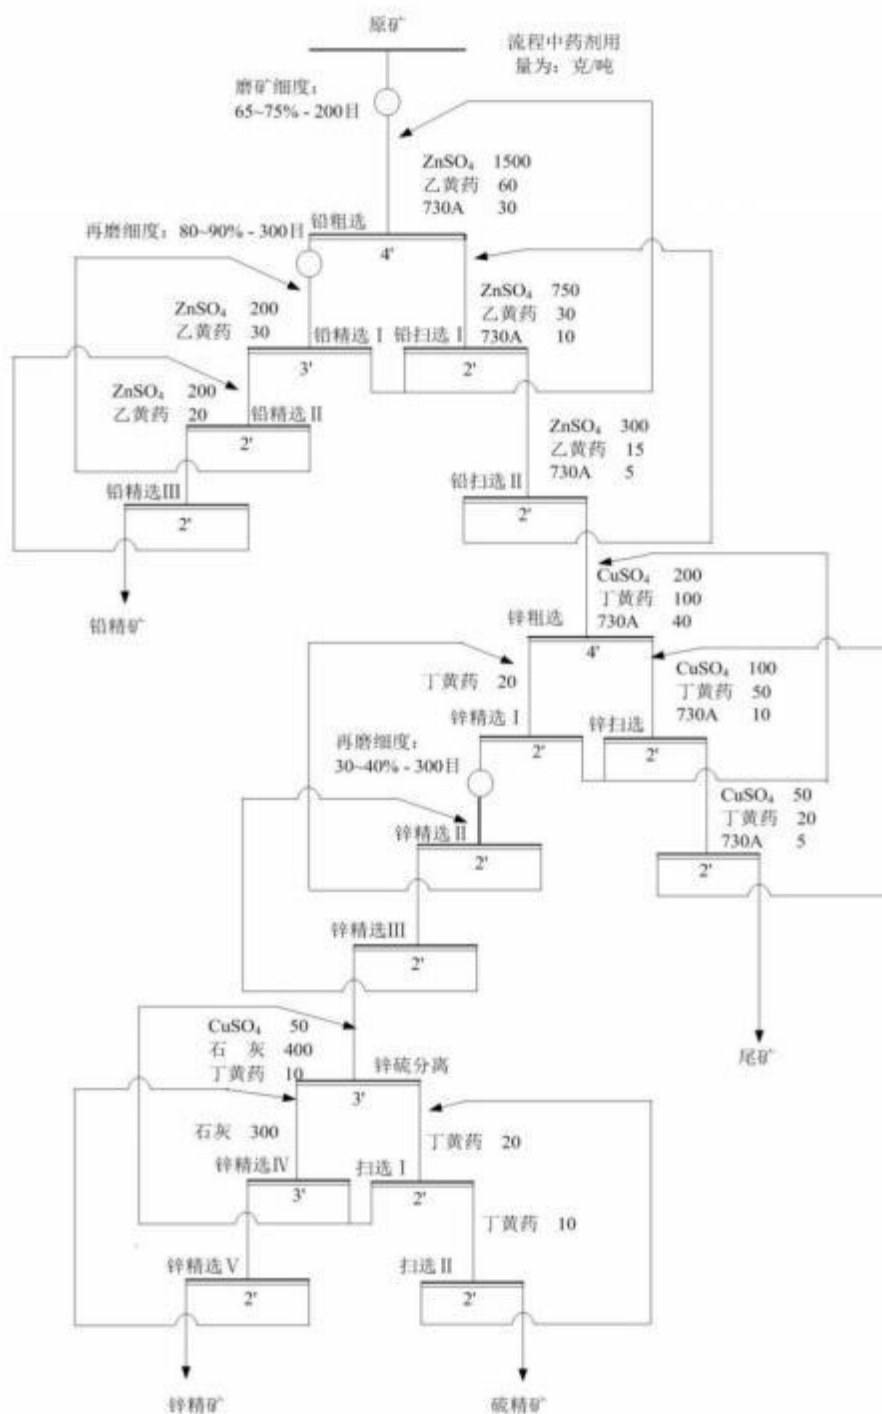 原矿
流程中药剂用
量为：克/吨
磨矿细度：
65~75% - 200目
ZnSO₄ 1500
乙黄药 60
730A 30
铅粗选
再磨细度：80~90% - 300目
4'
ZnSO₄ 200
乙黄药 30
ZnSO₄ 750
乙黄药 30
730A 10
铅精选Ⅰ
铅扫选Ⅰ
3'
2'
ZnSO₄ 200
乙黄药 20
铅精选Ⅱ
2'
ZnSO₄ 300
乙黄药 15
730A 5
铅精选Ⅲ
2'
铅扫选Ⅱ
2'
铅精矿
CuSO₄ 200
丁黄药 100
730A 40
锌粗选
4'
丁黄药 20
CuSO₄ 100
丁黄药 50
730A 10
锌精选Ⅰ
锌扫选
2'
2'
再磨细度：
30~40% - 300目
CuSO₄ 50
丁黄药 20
730A 5
锌精选Ⅱ
2'
2'
锌精选Ⅲ
2'
CuSO₄ 50
石 灰 400
丁黄药 10
尾矿
锌硫分离
3'
石灰 300
丁黄药 20
锌精选Ⅳ
扫选Ⅰ
3'
2'
丁黄药 10
锌精选Ⅴ
扫选Ⅱ
2'
2'
锌精矿
硫精矿